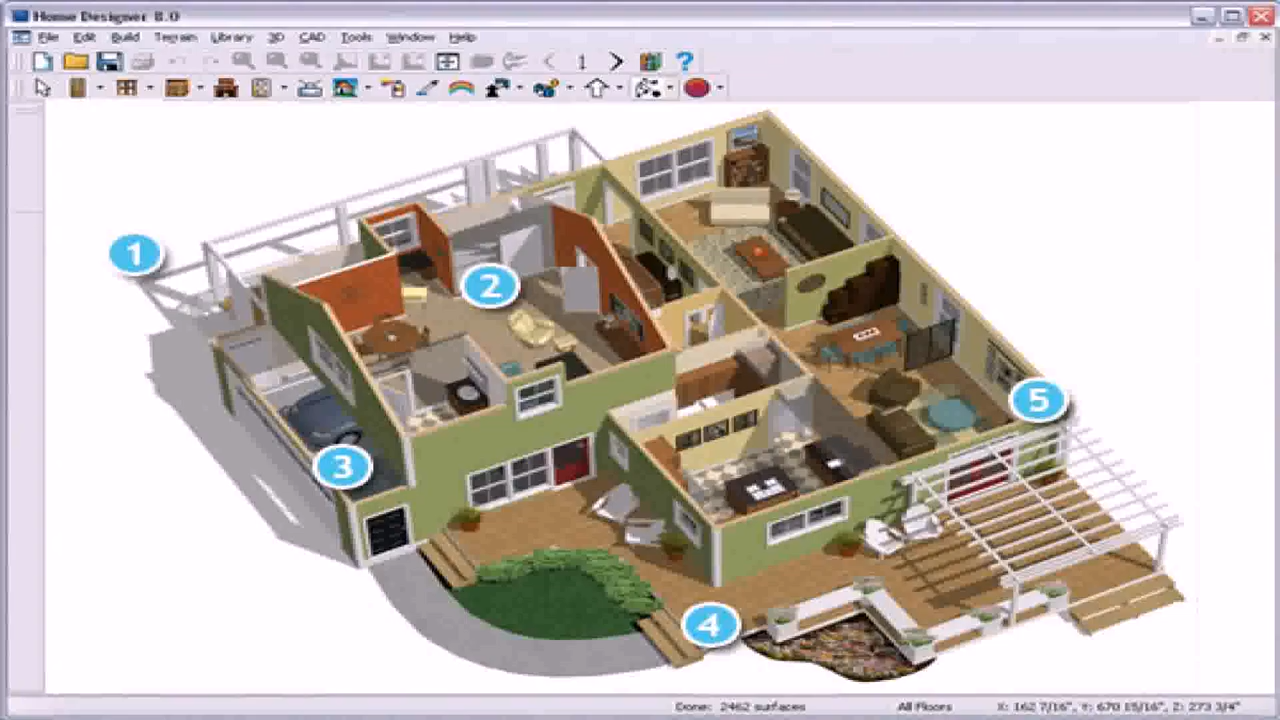 Home Designer 8.0
File Edit Build Terrain Library 3D CAD Tools Window Help
1
1
2
5
3
4
Done: 2462 surfaces All Floors X: 162 7/16", Y: 670 15/16", Z: 273 3/4"